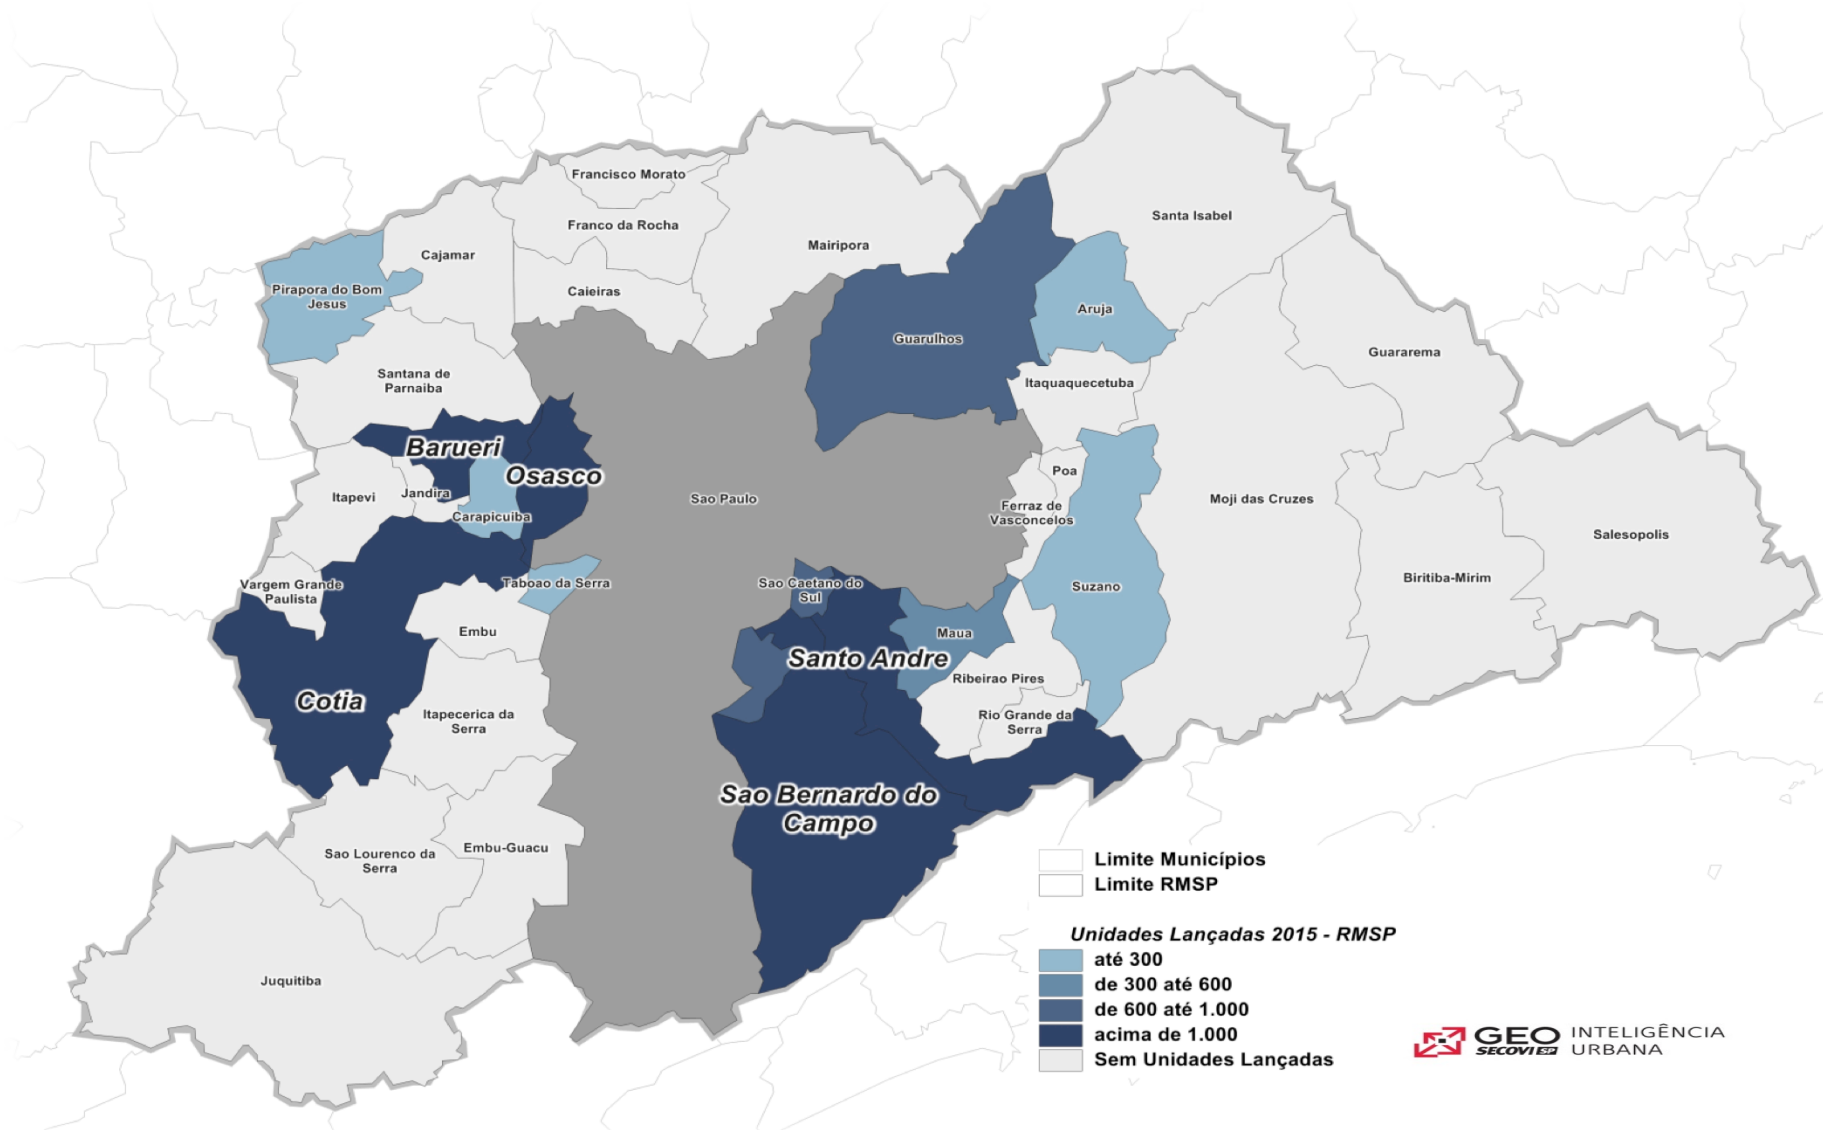 Francisco Morato
Santa Isabel
Franco da Rocha
Mairipora
Cajamar
Pirapora do Bom
Jesus
Caieiras
Aruja
Guarulhos
Guararema
Santana de
Parnaiba
Itaquaquecetuba
Barueri
Osasco
Poa
Itapevi
Jandira
Sao Paulo
Moji das Cruzes
Carapicuiba
Ferraz de
Vasconcelos
Salesopolis
Vargem Grande
Paulista
Taboao da Serra
Sao Caetano do
Sul
Suzano
Biritiba-Mirim
Embu
Maua
Santo Andre
Ribeirao Pires
Cotia
Itapecerica da
Serra
Rio Grande da
Serra
Sao Bernardo do
Campo
Sao Lourenco da
Serra
Embu-Guacu
Juquitiba
Limite Municípios
Limite RMSP
Unidades Lançadas 2015 - RMSP
até 300
de 300 até 600
de 600 até 1.000
acima de 1.000
Sem Unidades Lançadas
GEO
SECOVI SP
INTELIGÊNCIA
URBANA